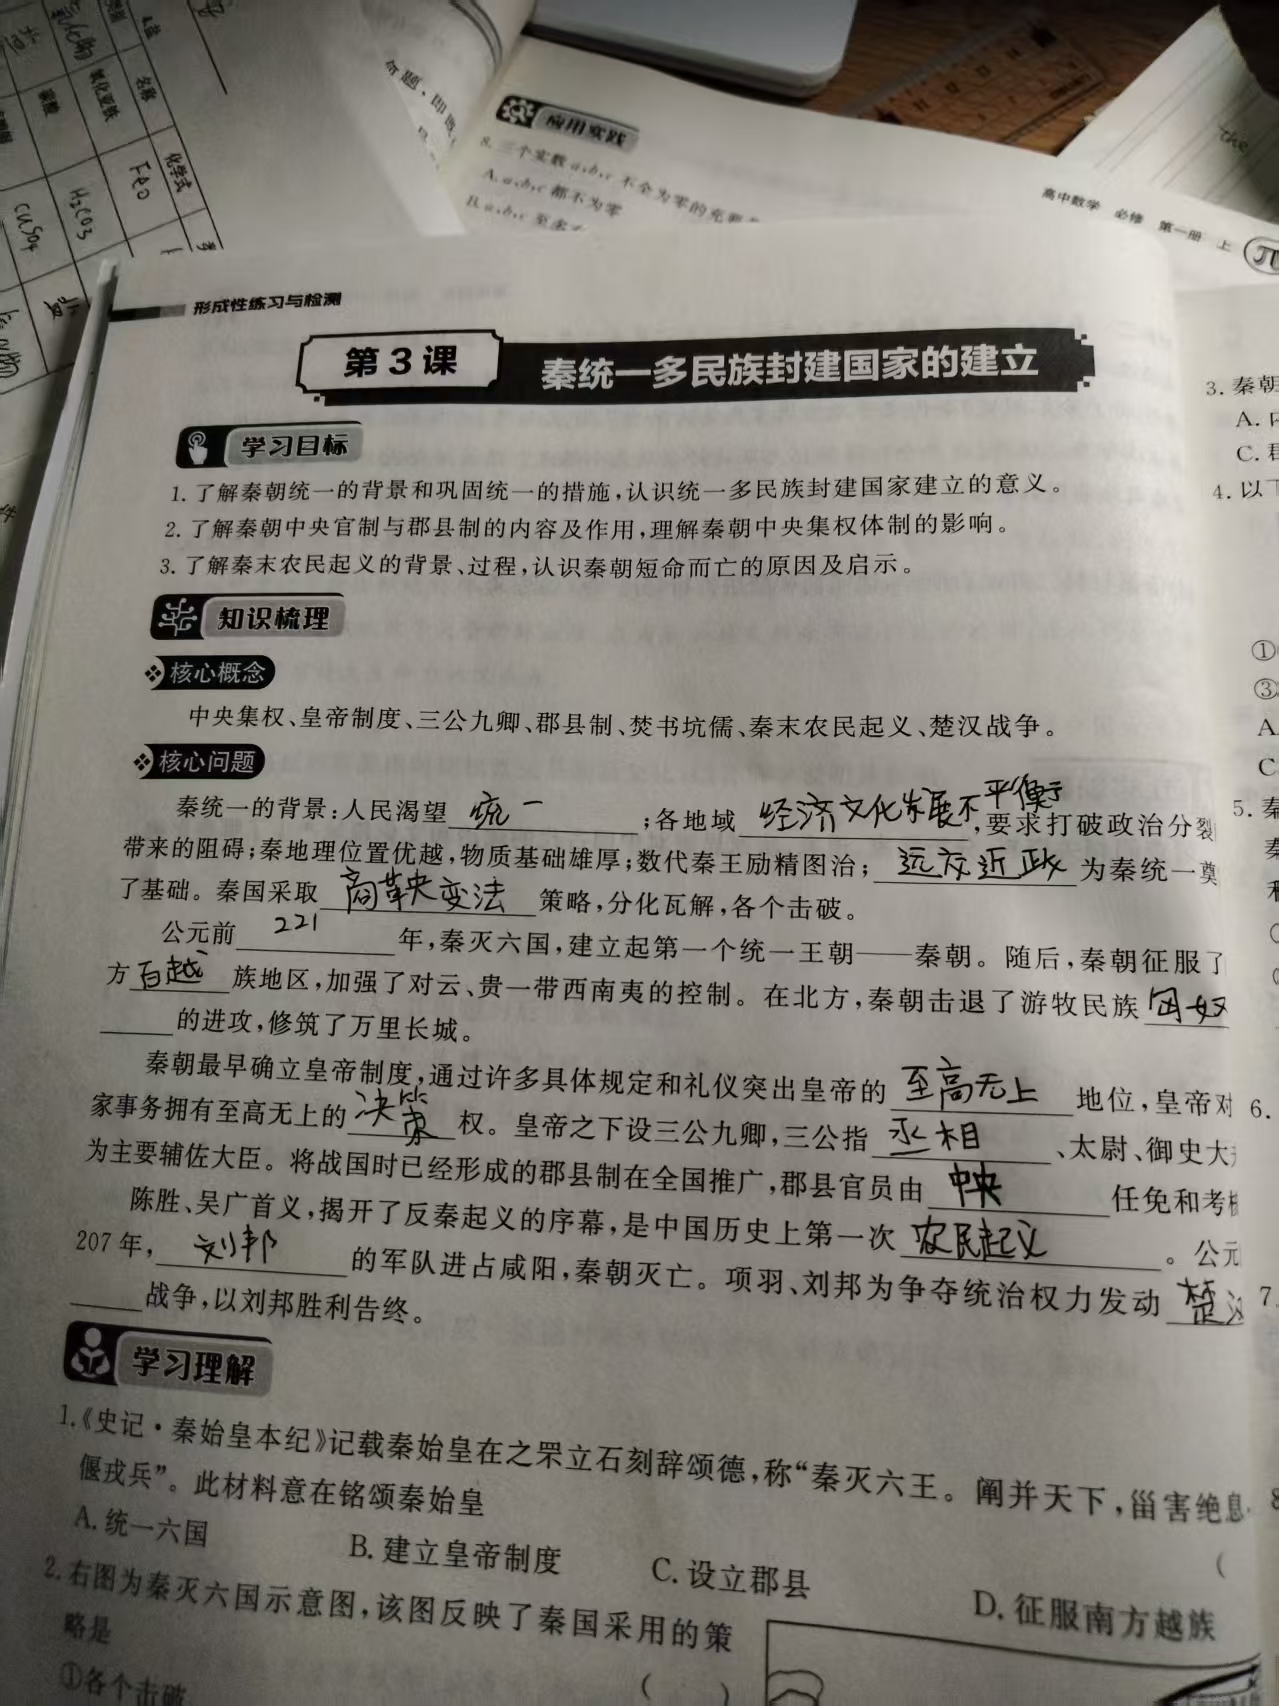 命题,即既
名称
化学式
氧化亚铁
FeO
碳酸
H₂CO₃
CuSO₄
应用实践
8. 三个实数a,b,c不全为零的充要
A. a,b,c都不为零
B. a,b,c至
the
高中数学 必修 第一册 上
π
形成性练习与检测
第3课 秦统一多民族封建国家的建立
学习目标
1. 了解秦朝统一的背景和巩固统一的措施,认识统一多民族封建国家建立的意义。
2. 了解秦朝中央官制与郡县制的内容及作用,理解秦朝中央集权体制的影响。
3. 了解秦末农民起义的背景、过程,认识秦朝短命而亡的原因及启示。
知识梳理
核心概念
中央集权、皇帝制度、三公九卿、郡县制、焚书坑儒、秦末农民起义、楚汉战争。
核心问题
秦统一的背景:人民渴望 统一 ;各地域 经济文化发展不平衡 ,要求打破政治分裂
带来的阻碍;秦地理位置优越,物质基础雄厚;数代秦王励精图治; 远交近攻 为秦统一奠
了基础。秦国采取 商鞅变法 策略,分化瓦解,各个击破。
公元前 221 年,秦灭六国,建立起第一个统一王朝——秦朝。随后,秦朝征服了
方 百越 族地区,加强了对云、贵一带西南夷的控制。在北方,秦朝击退了游牧民族
的进攻,修筑了万里长城。
秦朝最早确立皇帝制度,通过许多具体规定和礼仪突出皇帝的 至高无上 地位,皇帝对
家事务拥有至高无上的 决策 权。皇帝之下设三公九卿,三公指 丞相 、太尉、御史大
为主要辅佐大臣。将战国时已经形成的郡县制在全国推广,郡县官员由 中央 任免和考核
陈胜、吴广首义,揭开了反秦起义的序幕,是中国历史上第一次 农民起义 。公元
207年, 刘邦 的军队进占咸阳,秦朝灭亡。项羽、刘邦为争夺统治权力发动 楚汉
战争,以刘邦胜利告终。
学习理解
1.《史记·秦始皇本纪》记载秦始皇在之罘立石刻辞颂德,称“秦灭六王。阐并天下,甾害绝息
偃戎兵”。此材料意在铭颂秦始皇 (
A. 统一六国 B. 建立皇帝制度 C. 设立郡县 D. 征服南方越族
2. 右图为秦灭六国示意图,该图反映了秦国采用的策
略是 ( )
①各个击破
3. 秦朝
A.
C.
4. 以下
①
③
A.
C
5. 秦
6.
7.
8